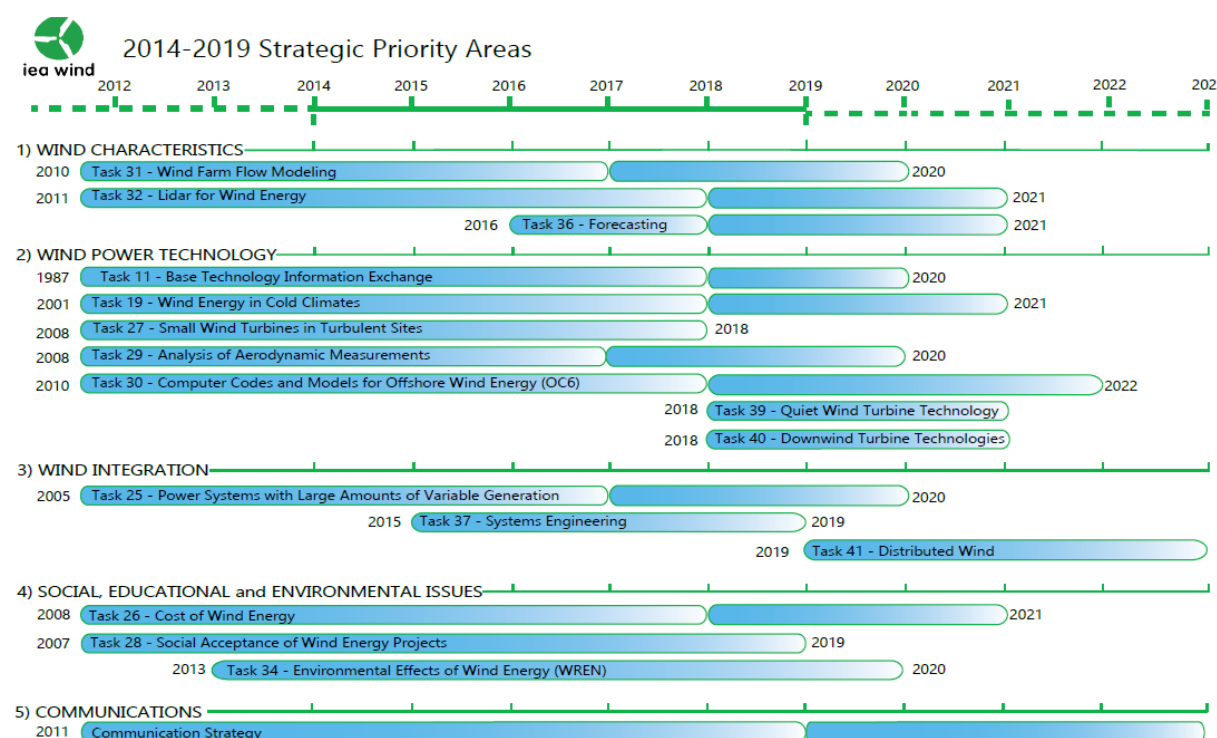 iea wind
2014-2019 Strategic Priority Areas
2012 2013 2014 2015 2016 2017 2018 2019 2020 2021 2022 202
1) WIND CHARACTERISTICS
2010 Task 31 - Wind Farm Flow Modeling 2020
2011 Task 32 - Lidar for Wind Energy 2021
2016 Task 36 - Forecasting 2021
2) WIND POWER TECHNOLOGY
1987 Task 11 - Base Technology Information Exchange 2020
2001 Task 19 - Wind Energy in Cold Climates 2021
2008 Task 27 - Small Wind Turbines in Turbulent Sites 2018
2008 Task 29 - Analysis of Aerodynamic Measurements 2020
2010 Task 30 - Computer Codes and Models for Offshore Wind Energy (OC6) 2022
2018 Task 39 - Quiet Wind Turbine Technology
2018 Task 40 - Downwind Turbine Technologies
3) WIND INTEGRATION
2005 Task 25 - Power Systems with Large Amounts of Variable Generation 2020
2015 Task 37 - Systems Engineering 2019
2019 Task 41 - Distributed Wind
4) SOCIAL, EDUCATIONAL and ENVIRONMENTAL ISSUES
2008 Task 26 - Cost of Wind Energy 2021
2007 Task 28 - Social Acceptance of Wind Energy Projects 2019
2013 Task 34 - Environmental Effects of Wind Energy (WREN) 2020
5) COMMUNICATIONS
2011 Communication Strategy